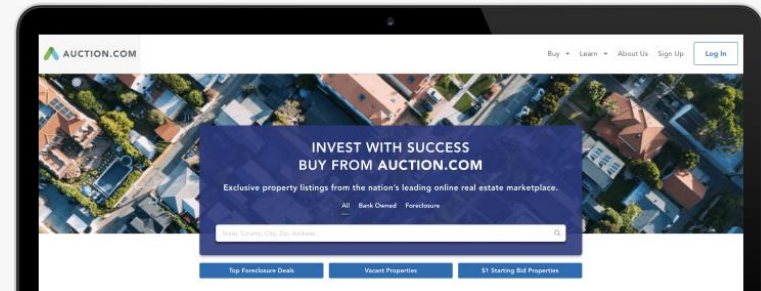 AUCTION.COM
Buy Learn About Us Sign Up Log In
INVEST WITH SUCCESS
BUY FROM AUCTION.COM
Exclusive property listings from the nation's leading online real estate marketplace.
All Bank Owned Foreclosure
State, County, City, Zip, Address
Top Foreclosure Deals Vacant Properties $1 Starting Bid Properties